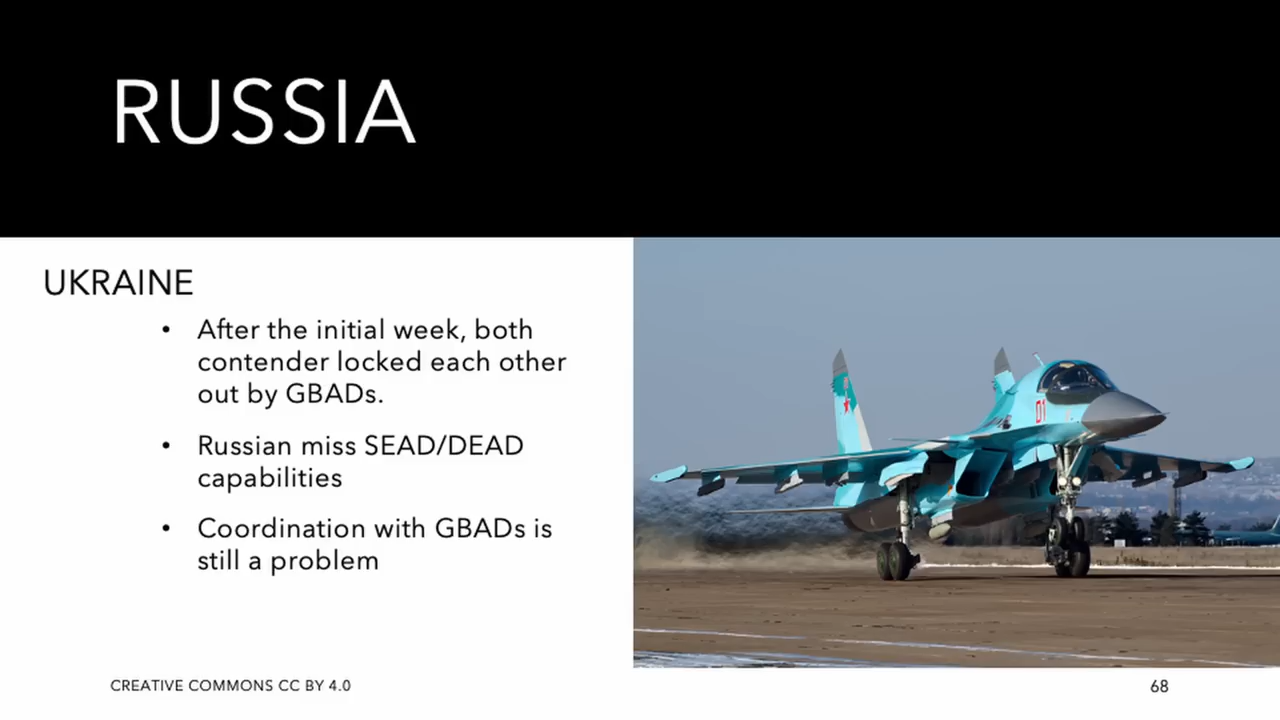 RUSSIA
UKRAINE
• After the initial week, both
contender locked each other
out by GBADs.
• Russian miss SEAD/DEAD
capabilities
• Coordination with GBADs is
still a problem
01
CREATIVE COMMONS CC BY 4.0
68